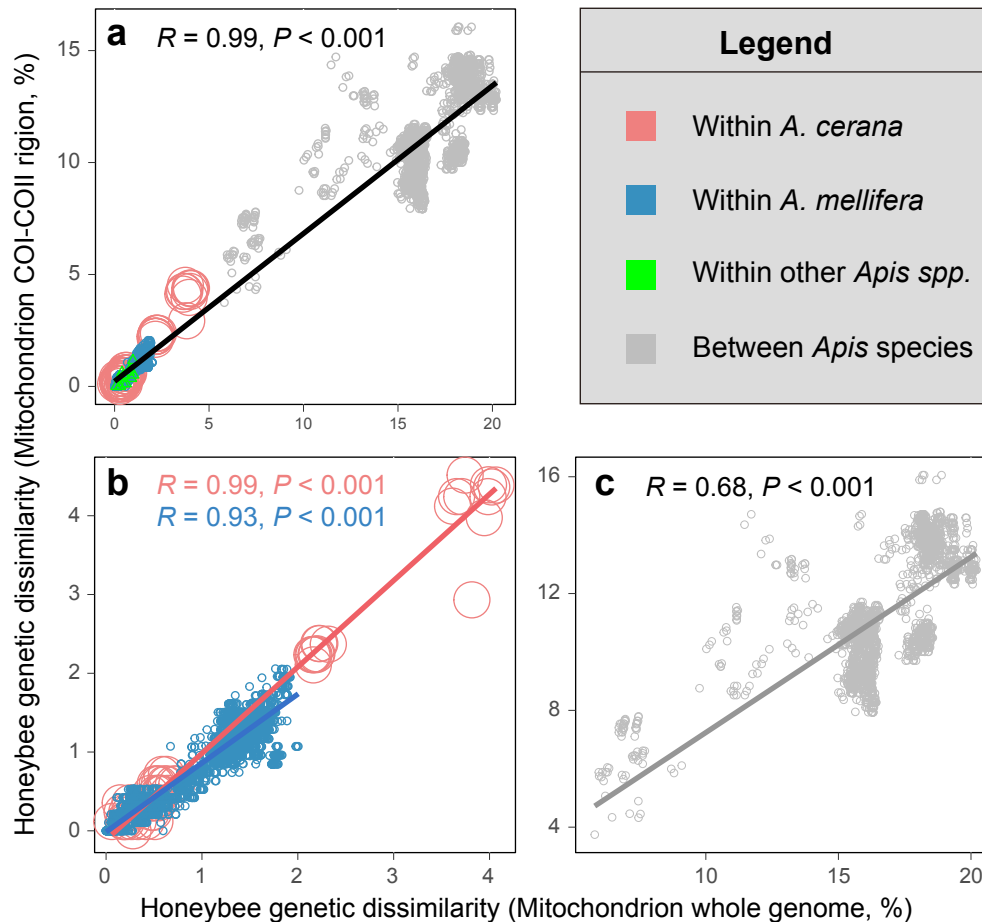 a
R = 0.99, P < 0.001
15
10
5
0
0
5
10
15
20
Legend
Within A. cerana
Within A. mellifera
Within other Apis spp.
Between Apis species
b
R = 0.99, P < 0.001
R = 0.93, P < 0.001
4
3
2
1
0
0
1
2
3
4
c
R = 0.68, P < 0.001
16
12
8
4
10
15
20
Honeybee genetic dissimilarity (Mitochondrion COI-COII rigion, %)
Honeybee genetic dissimilarity (Mitochondrion whole genome, %)